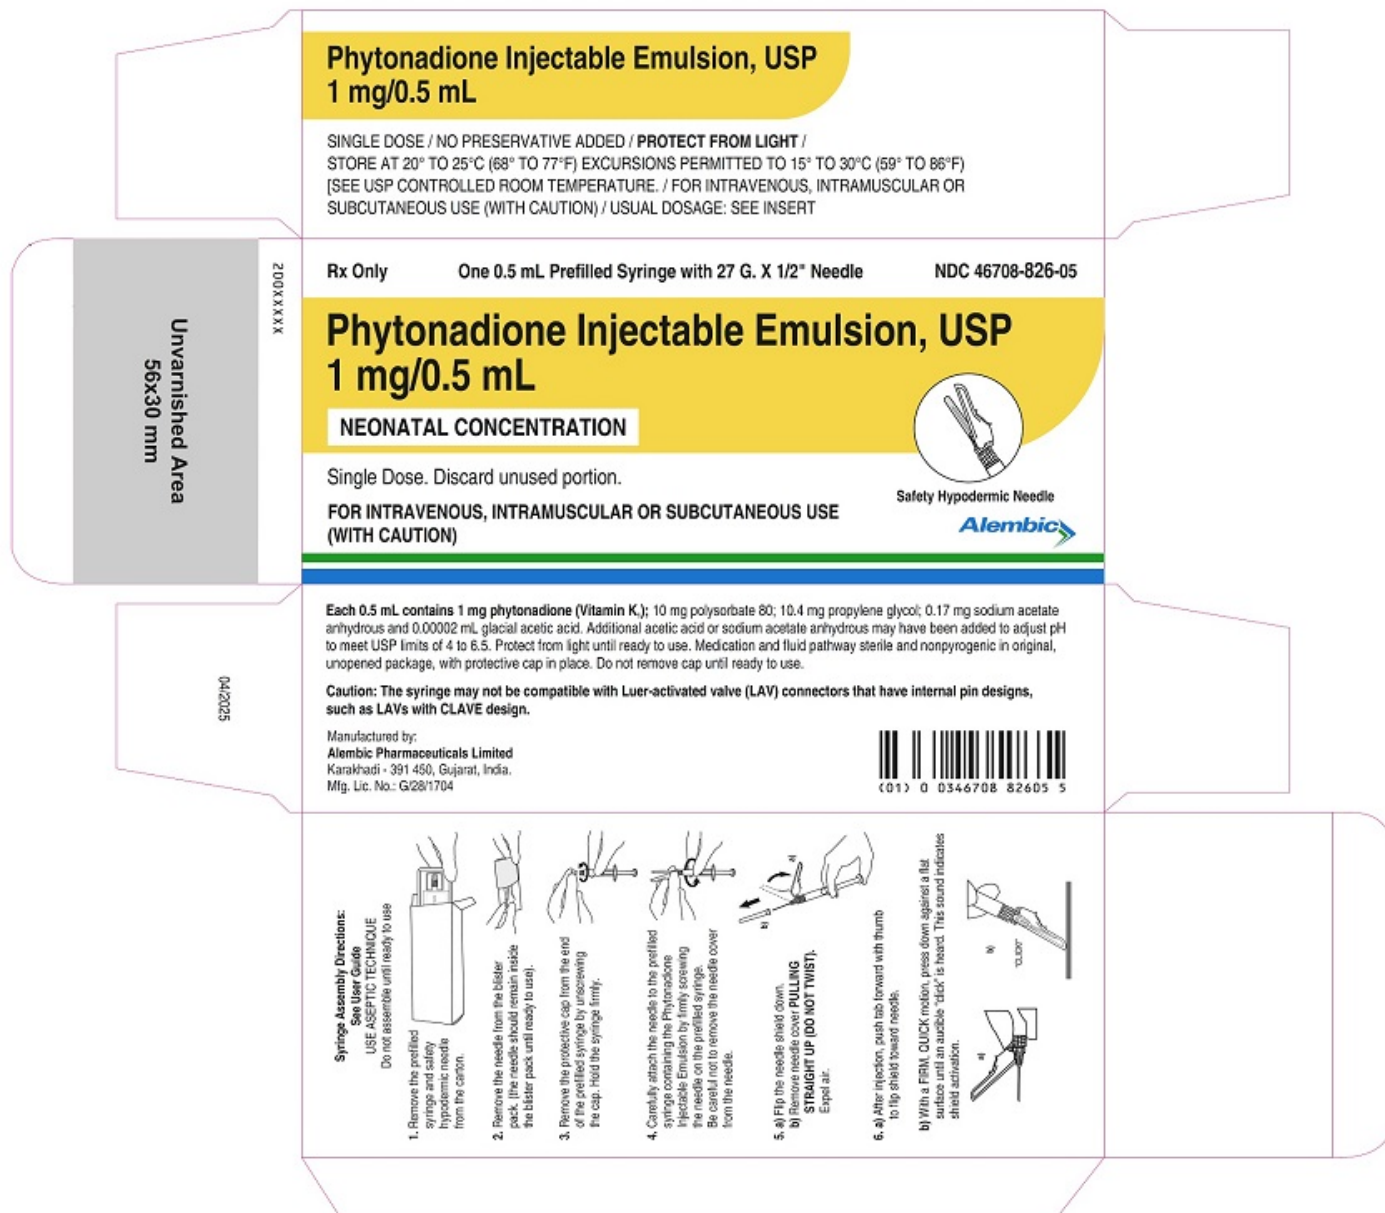 Phytonadione Injectable Emulsion, USP
1 mg/0.5 mL
SINGLE DOSE / NO PRESERVATIVE ADDED / PROTECT FROM LIGHT /
STORE AT 20° TO 25°C (68° TO 77°F) EXCURSIONS PERMITTED TO 15° TO 30°C (59° TO 86°F)
[SEE USP CONTROLLED ROOM TEMPERATURE. / FOR INTRAVENOUS, INTRAMUSCULAR OR
SUBCUTANEOUS USE (WITH CAUTION) / USUAL DOSAGE: SEE INSERT
Unvarnished Area
56x30 mm
200XXXXX
Rx Only
One 0.5 mL Prefilled Syringe with 27 G. X 1/2" Needle
NDC 46708-826-05
Phytonadione Injectable Emulsion, USP
1 mg/0.5 mL
NEONATAL CONCENTRATION
Single Dose. Discard unused portion.
FOR INTRAVENOUS, INTRAMUSCULAR OR SUBCUTANEOUS USE
(WITH CAUTION)
Safety Hypodermic Needle
Alembic
Each 0.5 mL contains 1 mg phytonadione (Vitamin K₁); 10 mg polysorbate 80; 10.4 mg propylene glycol; 0.17 mg sodium acetate
anhydrous and 0.00002 mL glacial acetic acid. Additional acetic acid or sodium acetate anhydrous may have been added to adjust pH
to meet USP limits of 4 to 6.5. Protect from light until ready to use. Medication and fluid pathway sterile and nonpyrogenic in original,
unopened package, with protective cap in place. Do not remove cap until ready to use.
Caution: The syringe may not be compatible with Luer-activated valve (LAV) connectors that have internal pin designs,
such as LAVs with CLAVE design.
Manufactured by:
Alembic Pharmaceuticals Limited
Karakhadi - 391 450, Gujarat, India.
Mfg. Lic. No.: G/28/1704
(01) 0 0346708 82605 5
04/2025
Syringe Assembly Directions:
See User Guide
USE ASEPTIC TECHNIQUE
Do not assemble until ready to use
1. Remove the prefilled
syringe and safety
hypodermic needle
from the carton.
2. Remove the needle from the blister
pack. (the needle should remain inside
the blister pack until ready to use).
3. Remove the protective cap from the end
of the prefilled syringe by unscrewing
the cap. Hold the syringe firmly.
4. Carefully attach the needle to the prefilled
syringe containing the Phytonadione
Injectable Emulsion by firmly screwing
the needle on the prefilled syringe.
Be careful not to remove the needle cover
from the needle.
5. a) Flip the needle shield down.
b) Remove needle cover PULLING
STRAIGHT UP (DO NOT TWIST).
Expel air.
a)
b)
6. a) After injection, push tab forward with thumb
to flip shield toward needle.
b) With a FIRM, QUICK motion, press down against a flat
surface until an audible "click" is heard. This sound indicates
shield activation.
a)
b)
"CLICK!"